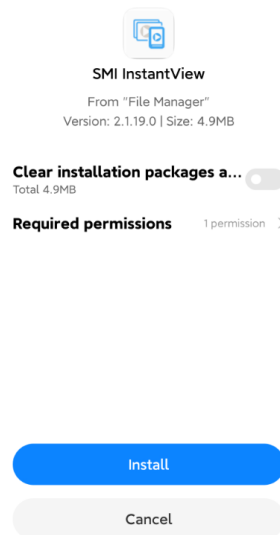 SMI InstantView
From "File Manager"
Version: 2.1.19.0 | Size: 4.9MB
Clear installation packages a...
Total 4.9MB
Required permissions 1 permission
Install
Cancel